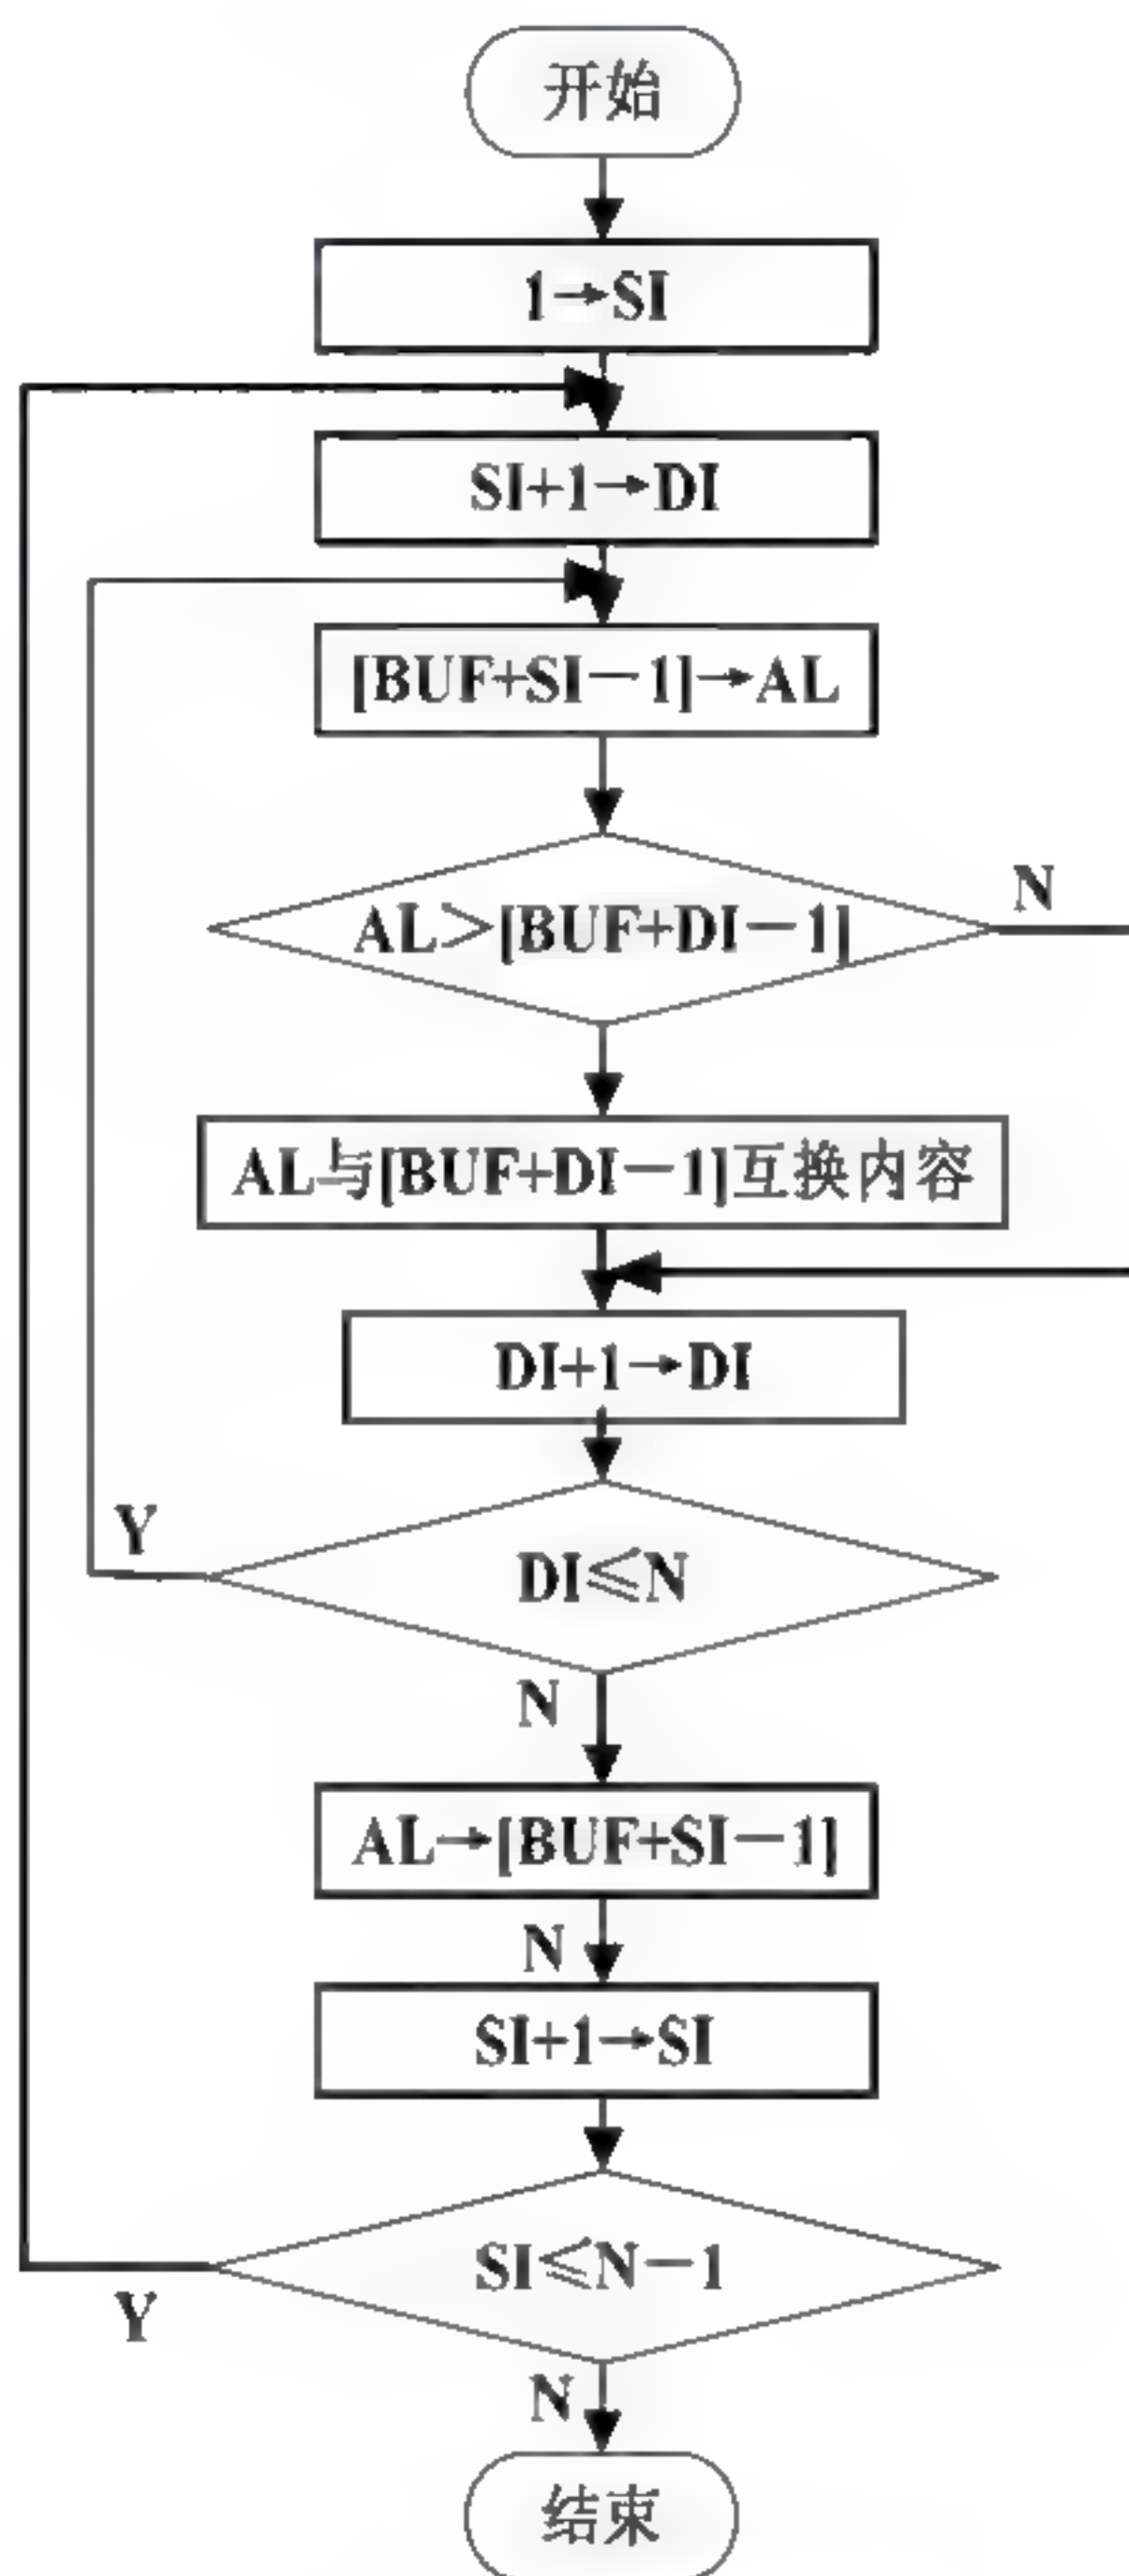 开始
1→SI
SI+1→DI
[BUF+SI-1]→AL
AL>[BUF+DI-1]
N
AL与[BUF+DI-1]互换内容
DI+1→DI
Y
DI≤N
N
AL→[BUF+SI-1]
N
SI+1→SI
SI≤N-1
Y
N
结束